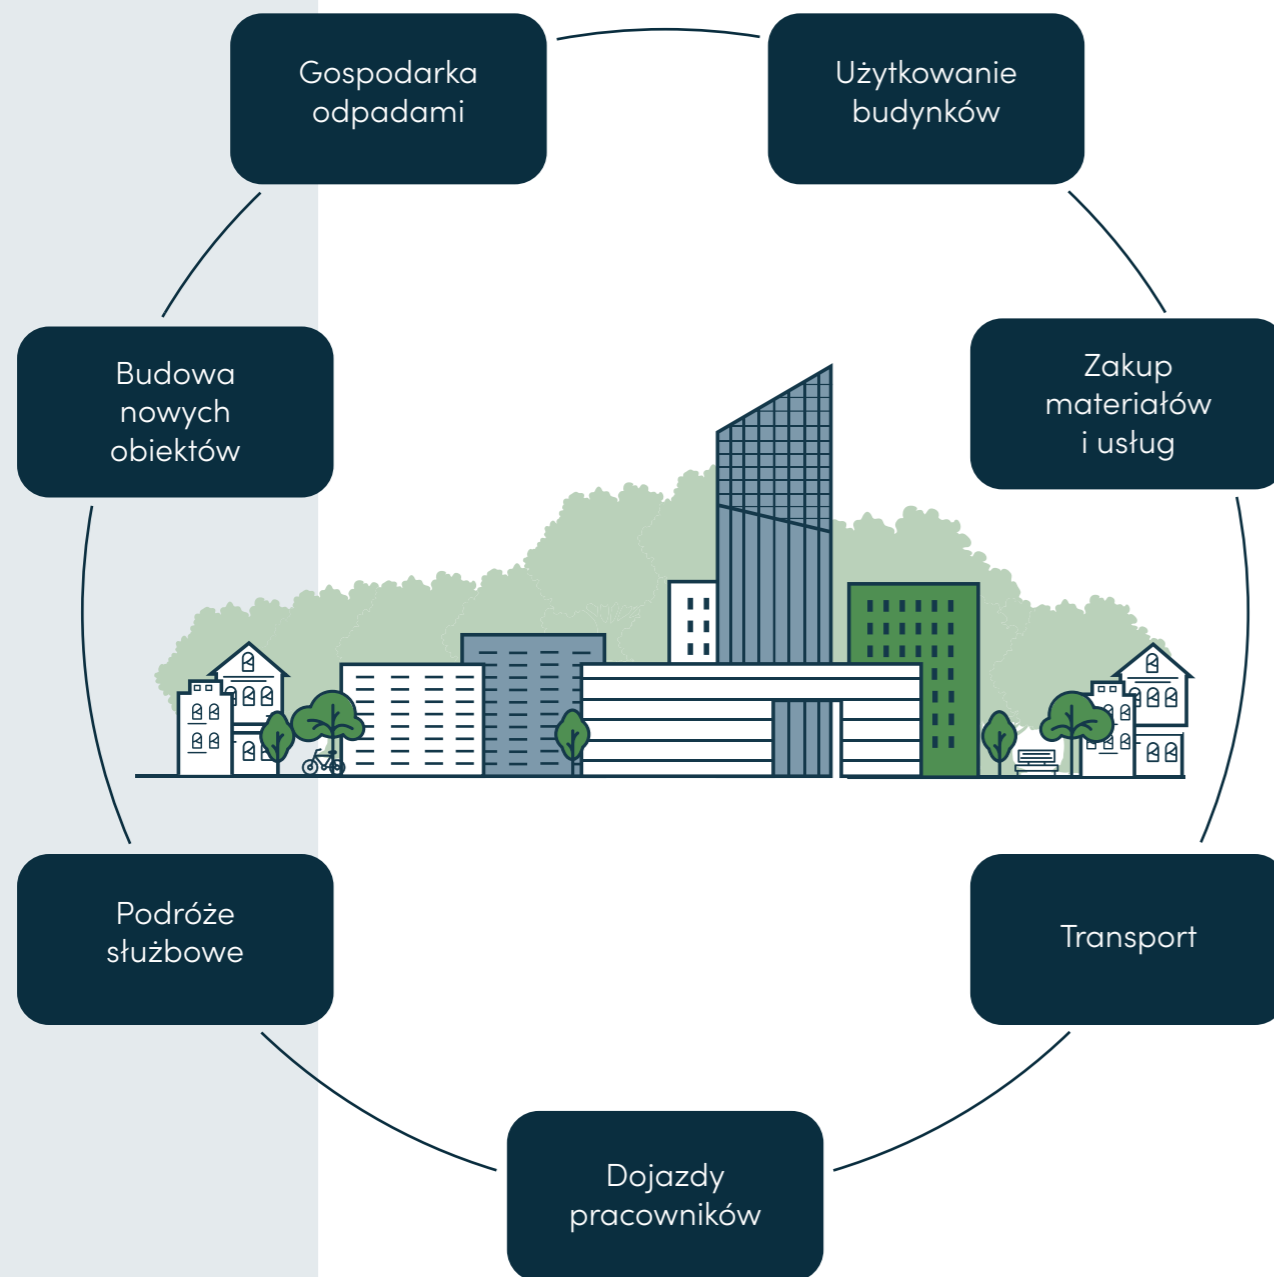 Gospodarka
odpadami
Użytkowanie
budynków
Budowa
nowych
obiektów
Zakup
materiałów
i usług
Podróże
służbowe
Transport
Dojazdy
pracowników